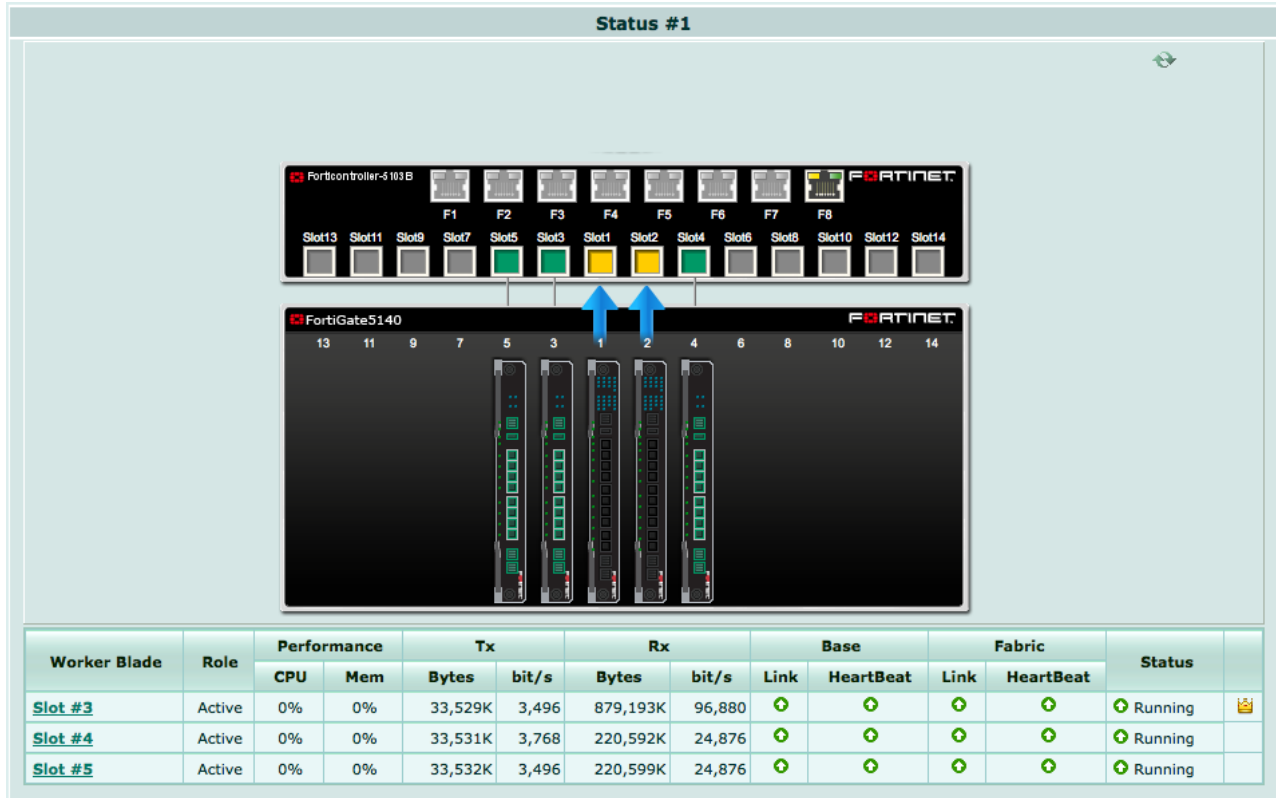 Status #1
Forticontroller-5103B
FORTINET.
F1 F2 F3 F4 F5 F6 F7 F8
Slot13 Slot11 Slot9 Slot7 Slot5 Slot3 Slot1 Slot2 Slot4 Slot6 Slot8 Slot10 Slot12 Slot14
FortiGate5140
FORTINET.
13 11 9 7 5 3 1 2 4 6 8 10 12 14
Worker Blade Role Performance Tx Rx Base Fabric Status
CPU Mem Bytes bit/s Bytes bit/s Link HeartBeat Link HeartBeat
Slot #3 Active 0% 0% 33,529K 3,496 879,193K 96,880 Running
Slot #4 Active 0% 0% 33,531K 3,768 220,592K 24,876 Running
Slot #5 Active 0% 0% 33,532K 3,496 220,599K 24,876 Running